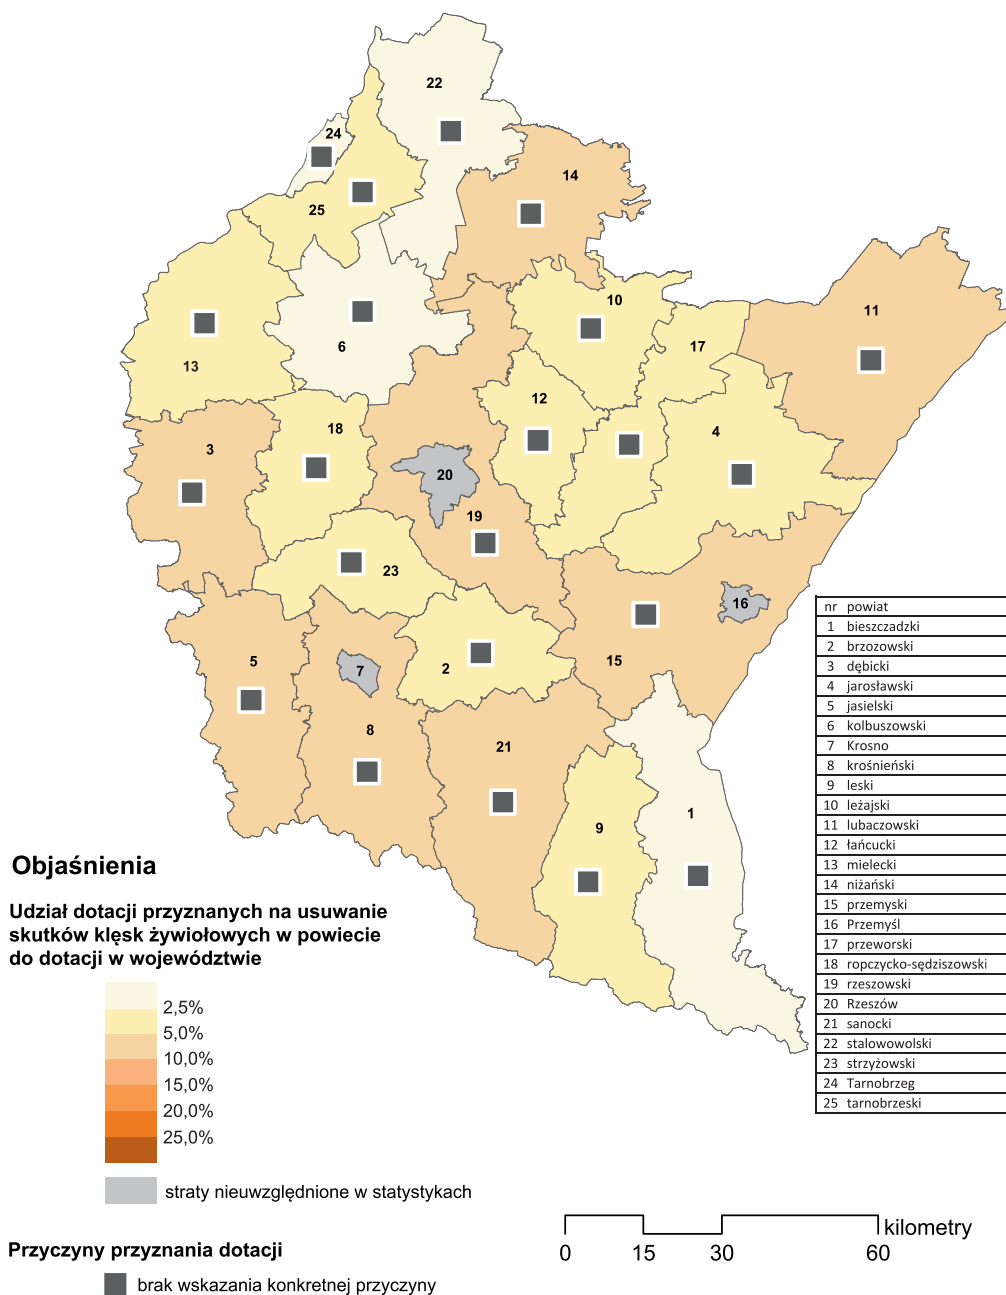 22
24
14
25
11
10
17
6
13
12
18
4
3
20
19
23
16
15
5
7
2
8
21
9
1
nr powiat
1 bieszczadzki
2 brzozowski
3 dębicki
4 jarosławski
5 jasielski
6 kolbuszowski
7 Krosno
8 krośnieński
9 leski
10 leżajski
11 lubaczowski
12 łańcucki
13 mielecki
14 niżański
15 przemyski
16 Przemyśl
17 przeworski
18 ropczycko-sędziszowski
19 rzeszowski
20 Rzeszów
21 sanocki
22 stalowowolski
23 strzyżowski
24 Tarnobrzeg
25 tarnobrzeski
Objaśnienia
Udział dotacji przyznanych na usuwanie
skutków klęsk żywiołowych w powiecie
do dotacji w województwie
2,5%
5,0%
10,0%
15,0%
20,0%
25,0%
straty nieuwzględnione w statystykach
Przyczyny przyznania dotacji
brak wskazania konkretnej przyczyny
kilometry
0 15 30 60